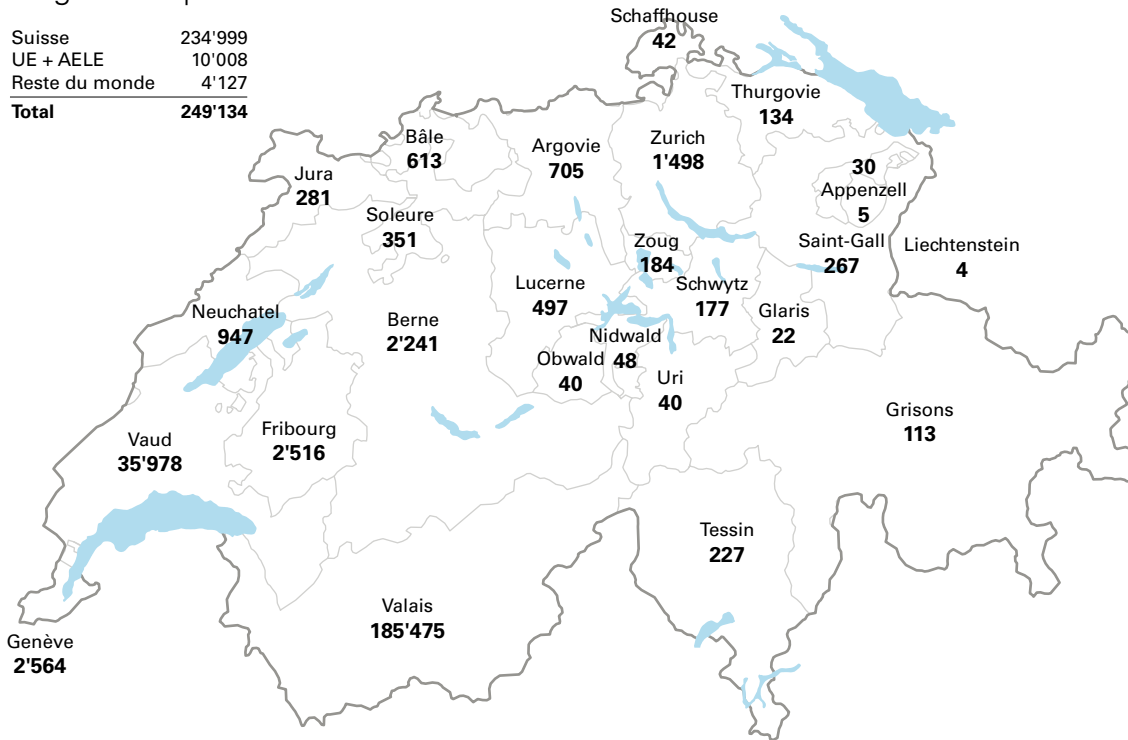 Suisse 234'999
UE + AELE 10'008
Reste du monde 4'127
Total 249'134
Schaffhouse
42
Thurgovie
134
Bâle
613
Argovie
705
Zurich
1'498
30
Appenzell
5
Jura
281
Soleure
351
Zoug
184
Saint-Gall
267
Liechtenstein
4
Lucerne
497
Schwytz
177
Neuchatel
947
Berne
2'241
Glaris
22
Nidwald
48
Obwald
40
Uri
40
Grisons
113
Vaud
35'978
Fribourg
2'516
Tessin
227
Valais
185'475
Genève
2'564